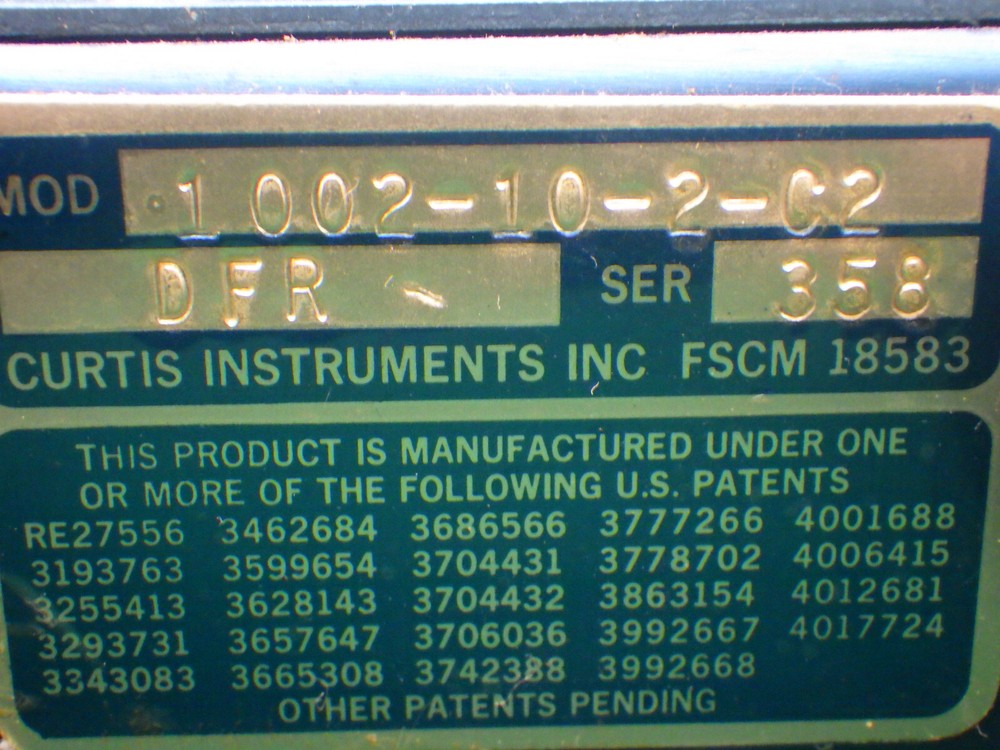 MOD 1002-10-2-C2
DFR - SER 358
CURTIS INSTRUMENTS INC FSCM 18583
THIS PRODUCT IS MANUFACTURED UNDER ONE
OR MORE OF THE FOLLOWING U.S. PATENTS
RE27556 3462684 3686566 3777266 4001688
3193763 3599654 3704431 3778702 4006415
3255413 3628143 3704432 3863154 4012681
3293731 3657647 3706036 3992667 4017724
3343083 3665308 3742388 3992668
OTHER PATENTS PENDING